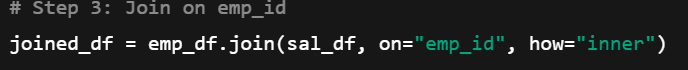 # Step 3: Join on emp_id
joined_df = emp_df.join(sal_df, on="emp_id", how="inner")